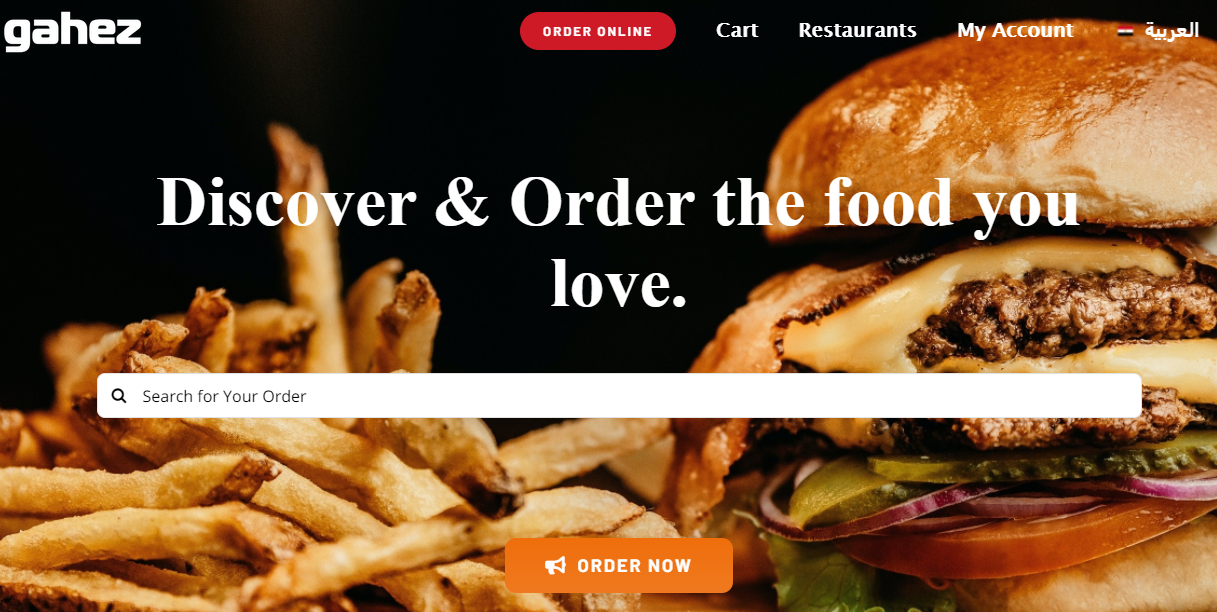 gahez
ORDER ONLINE
Cart
Restaurants
My Account
العربية
Discover & Order the food you
love.
Search for Your Order
ORDER NOW